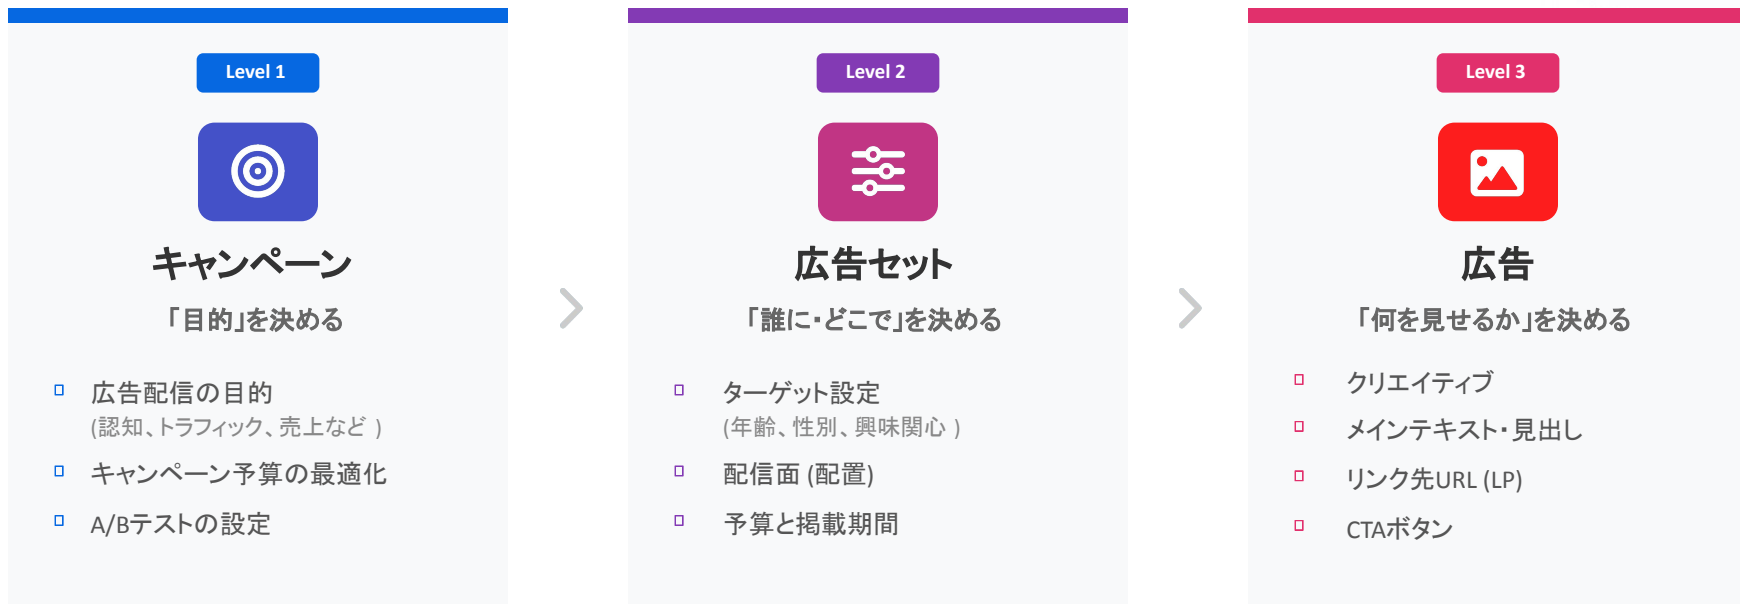 Level 1
キャンペーン
「目的」を決める
広告配信の目的
(認知、トラフィック、売上など )
キャンペーン予算の最適化
A/Bテストの設定
Level 2
広告セット
「誰に・どこで」を決める
ターゲット設定
(年齢、性別、興味関心 )
配信面 (配置)
予算と掲載期間
Level 3
広告
「何を見せるか」を決める
クリエイティブ
メインテキスト・見出し
リンク先URL (LP)
CTAボタン